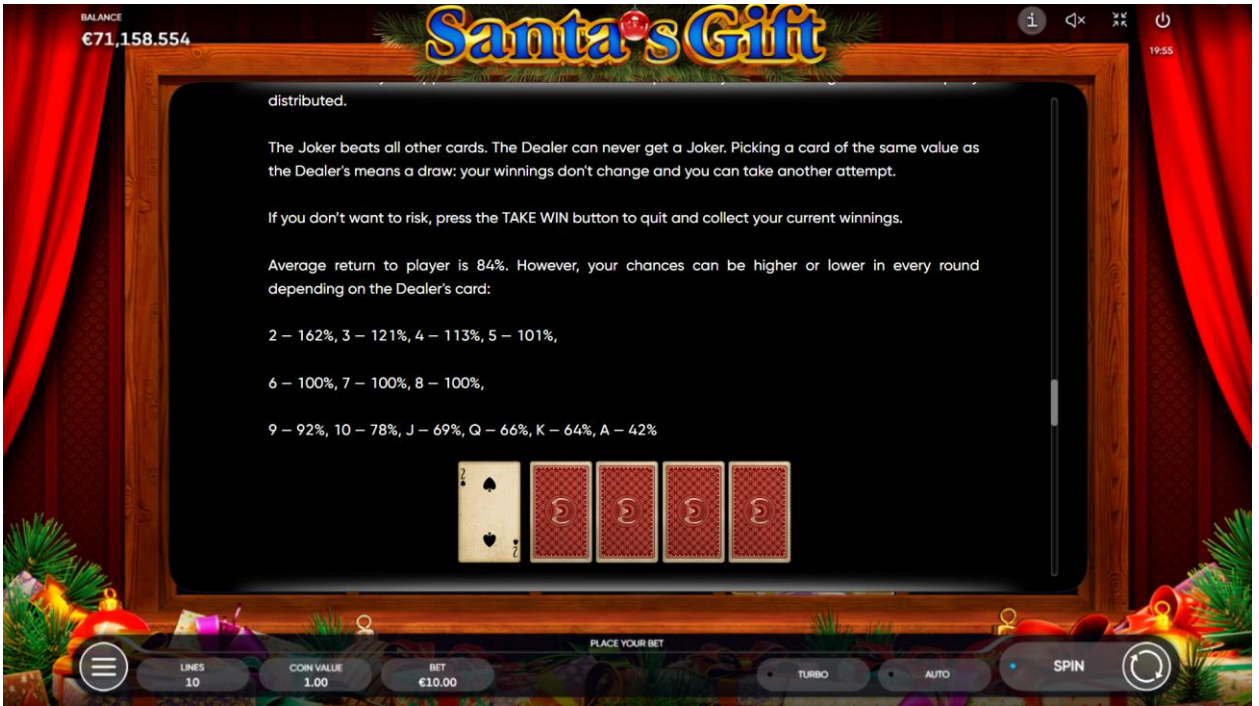 BALANCE
€71,158.554
Santa's Gift
i
19:55
distributed.
The Joker beats all other cards. The Dealer can never get a Joker. Picking a card of the same value as
the Dealer's means a draw: your winnings don't change and you can take another attempt.
If you don't want to risk, press the TAKE WIN button to quit and collect your current winnings.
Average return to player is 84%. However, your chances can be higher or lower in every round
depending on the Dealer's card:
2 – 162%, 3 – 121%, 4 – 113%, 5 – 101%,
6 – 100%, 7 – 100%, 8 – 100%,
9 – 92%, 10 – 78%, J – 69%, Q – 66%, K – 64%, A – 42%
2
2
PLACE YOUR BET
LINES
10
COIN VALUE
1.00
BET
€10.00
TURBO
AUTO
SPIN